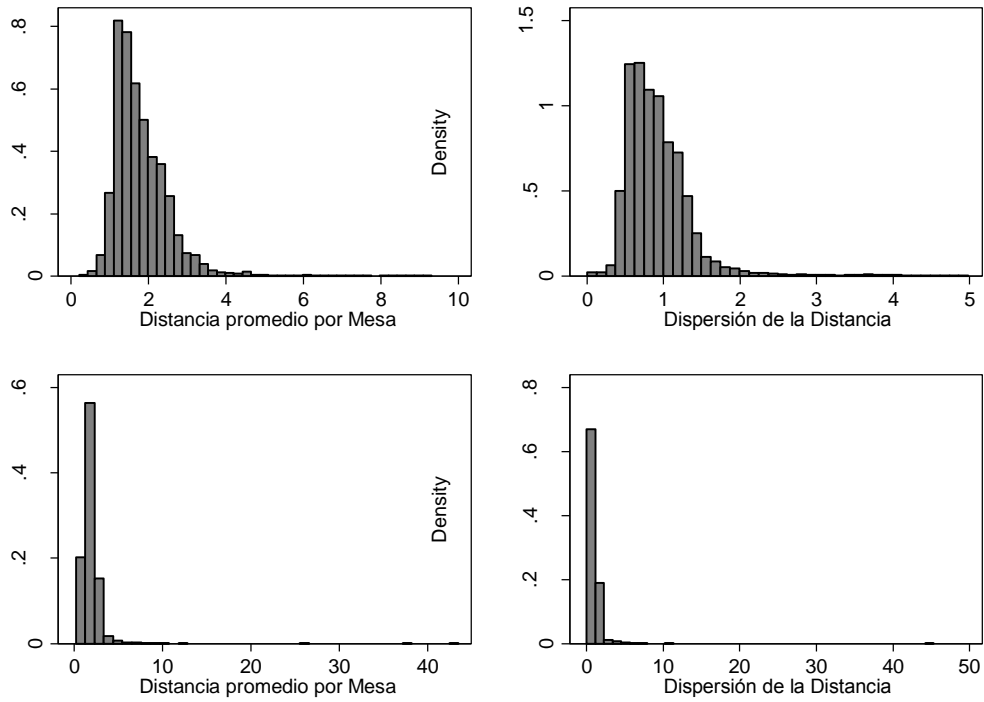 .8
.6
.4
.2
0
0 2 4 6 8 10
Distancia promedio por Mesa
Density
1.5
1
.5
0
0 1 2 3 4 5
Dispersión de la Distancia
.6
.4
.2
0
0 10 20 30 40
Distancia promedio por Mesa
Density
.8
.6
.4
.2
0
0 10 20 30 40 50
Dispersión de la Distancia